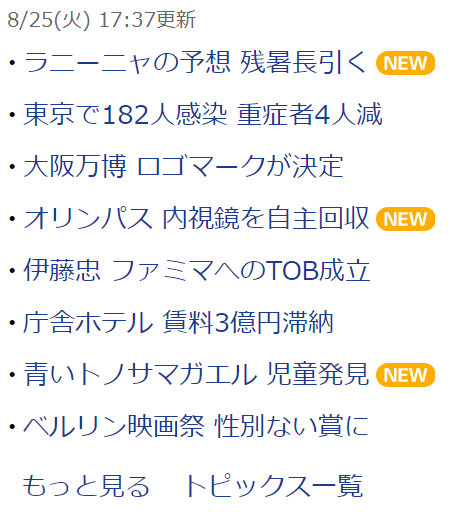 8/25(火) 17:37更新
・ラニーニャの予想 残暑長引く NEW
・東京で182人感染 重症者4人減
・大阪万博 ロゴマークが決定
・オリンパス 内視鏡を自主回収 NEW
・伊藤忠 ファミマへのTOB成立
・庁舎ホテル 賃料3億円滞納
・青いトノサマガエル 児童発見 NEW
・ベルリン映画祭 性別ない賞に
もっと見る トピックス一覧